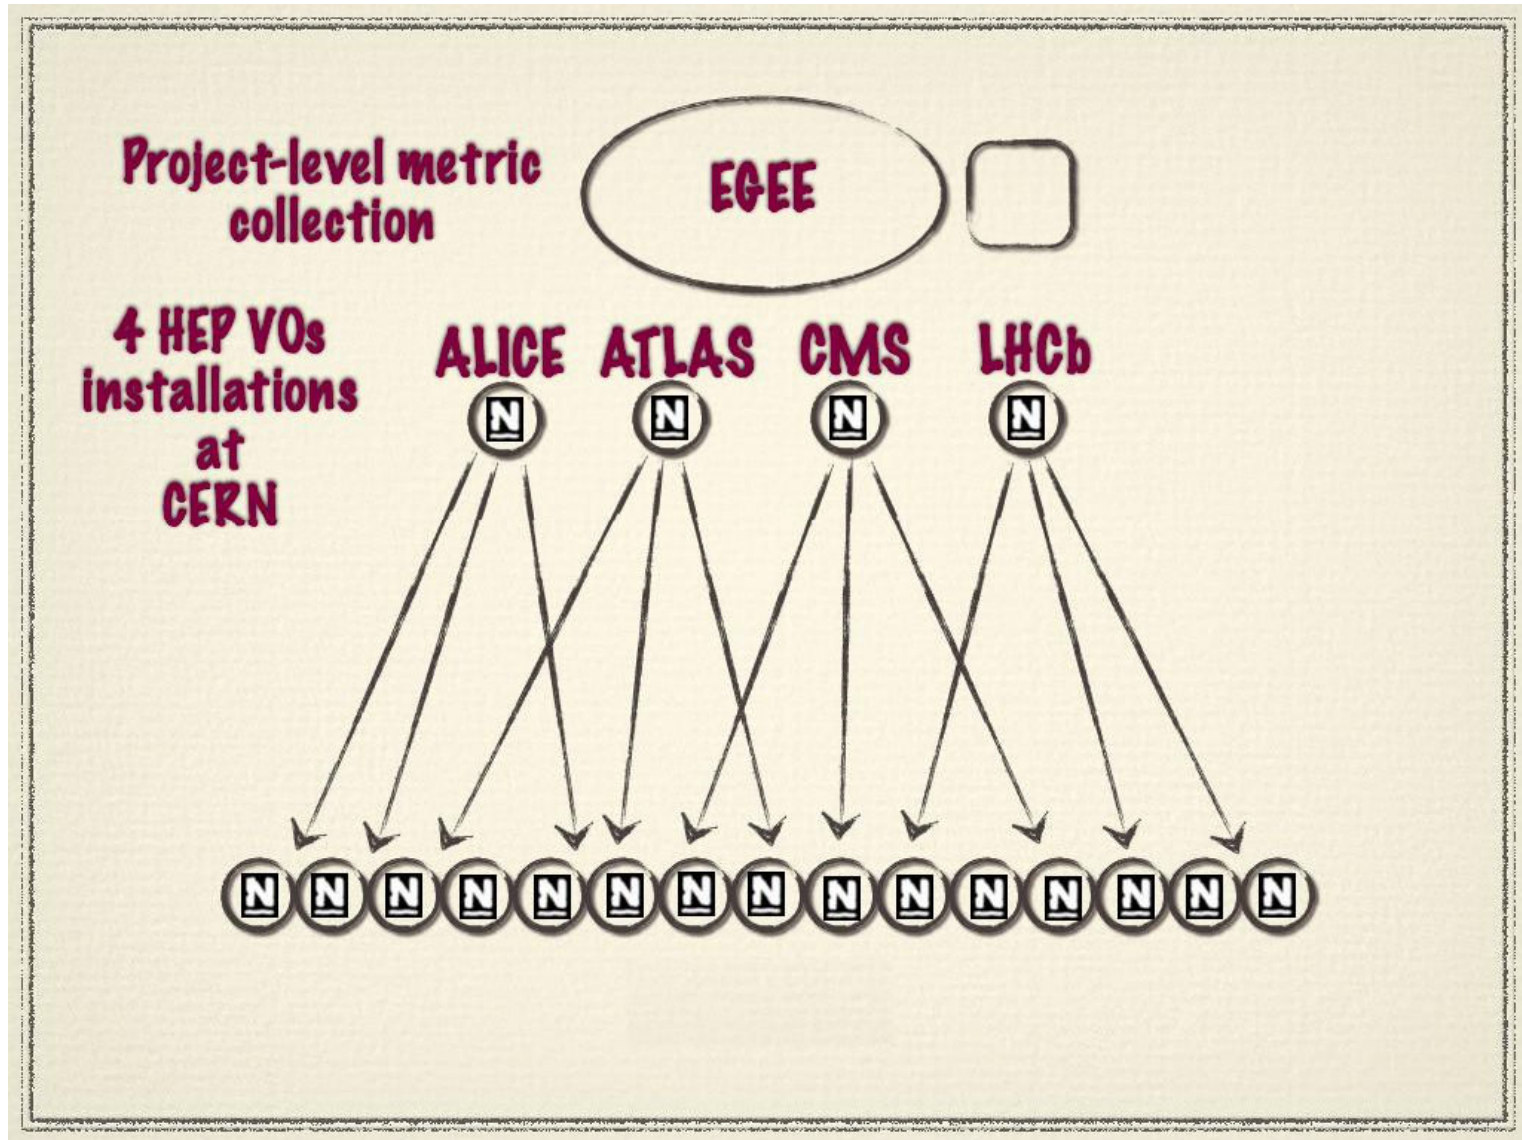 Project-level metric
collection
EGEE
4 HEP VOs
installations
at
CERN
ALICE ATLAS CMS LHCb
N N N N
N N N N N N N N N N N N N N N